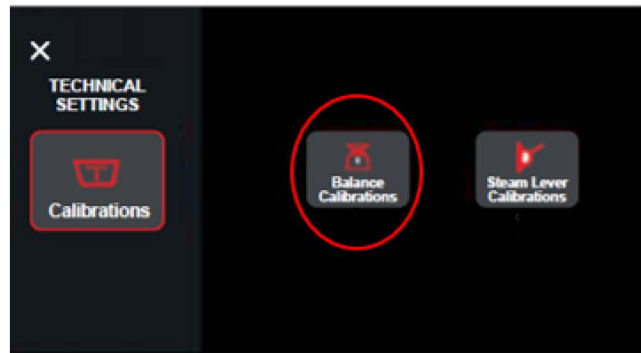 TECHNICAL
SETTINGS
Calibrations
Balance
Calibrations
Steam Lever
Calibrations